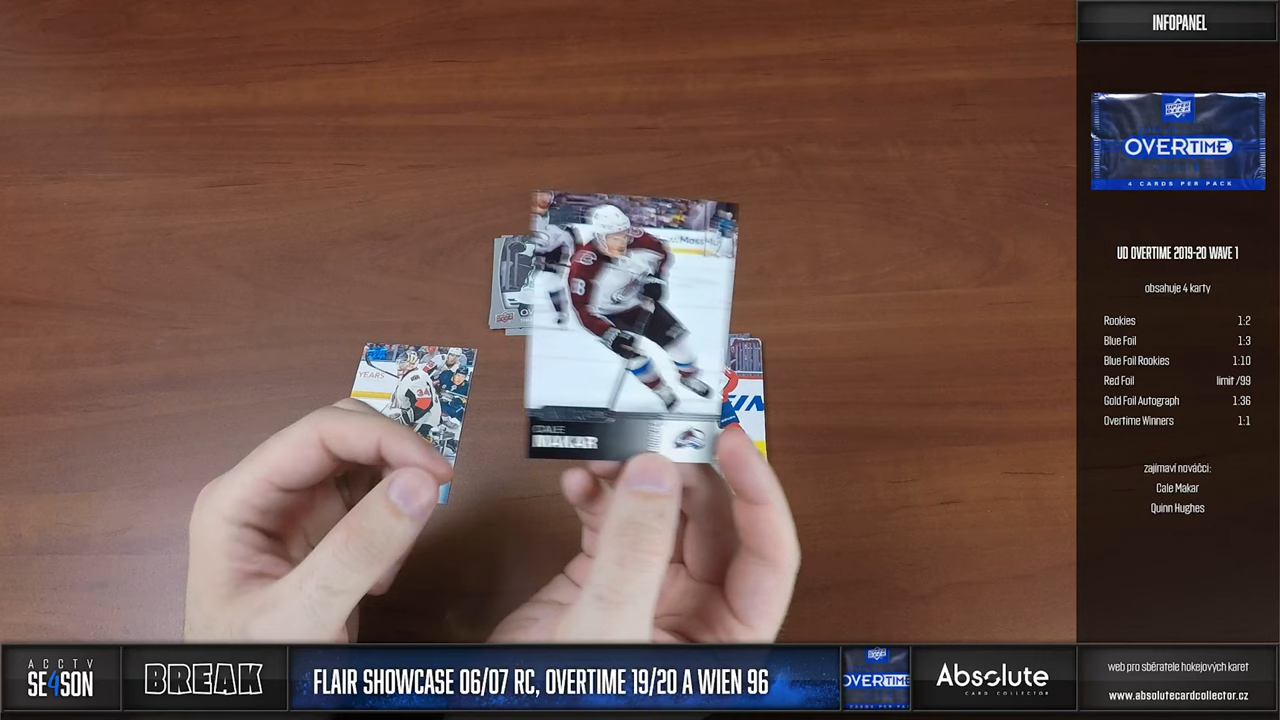 INFOPANEL
OVERTIME
4 CARDS PER PACK
UD OVERTIME 2019-20 WAVE 1
obsahuje 4 karty
Rookies 1:2
Blue Foil 1:3
Blue Foil Rookies 1:10
Red Foil limit /99
Gold Foil Autograph 1:36
Overtime Winners 1:1
zajímaví nováčci:
Cale Makar
Quinn Hughes
YEARS
CALE
MAKAR
ACCTV
SE4SON
BREAK
FLAIR SHOWCASE 06/07 RC, OVERTIME 19/20 A WIEN 96
OVERTIME
Absolute
CARD COLLECTOR
web pro sběratele hokejových karet
www.absolutecardcollector.cz